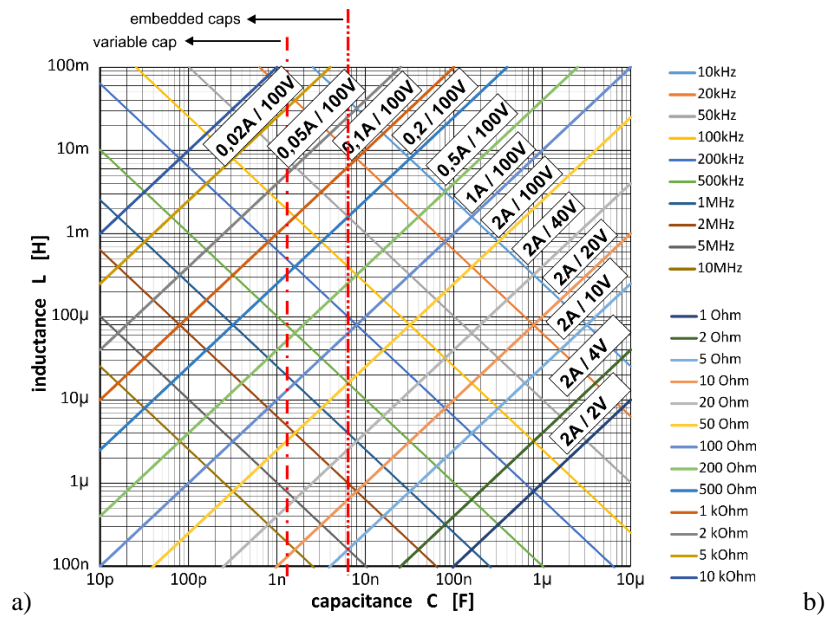 embedded caps
variable cap
100m
10m
1m
100µ
10µ
1µ
100n
inductance L [H]
10p
100p
1n
10n
100n
1µ
10µ
capacitance C [F]
0,02A / 100V
0,05A / 100V
0,1A / 100V
0,2 / 100V
0,5A / 100V
1A / 100V
2A / 100V
2A / 40V
2A / 20V
2A / 10V
2A / 4V
2A / 2V
10kHz
20kHz
50kHz
100kHz
200kHz
500kHz
1MHz
2MHz
5MHz
10MHz
1 Ohm
2 Ohm
5 Ohm
10 Ohm
20 Ohm
50 Ohm
100 Ohm
200 Ohm
500 Ohm
1 kOhm
2 kOhm
5 kOhm
10 kOhm
a)
b)